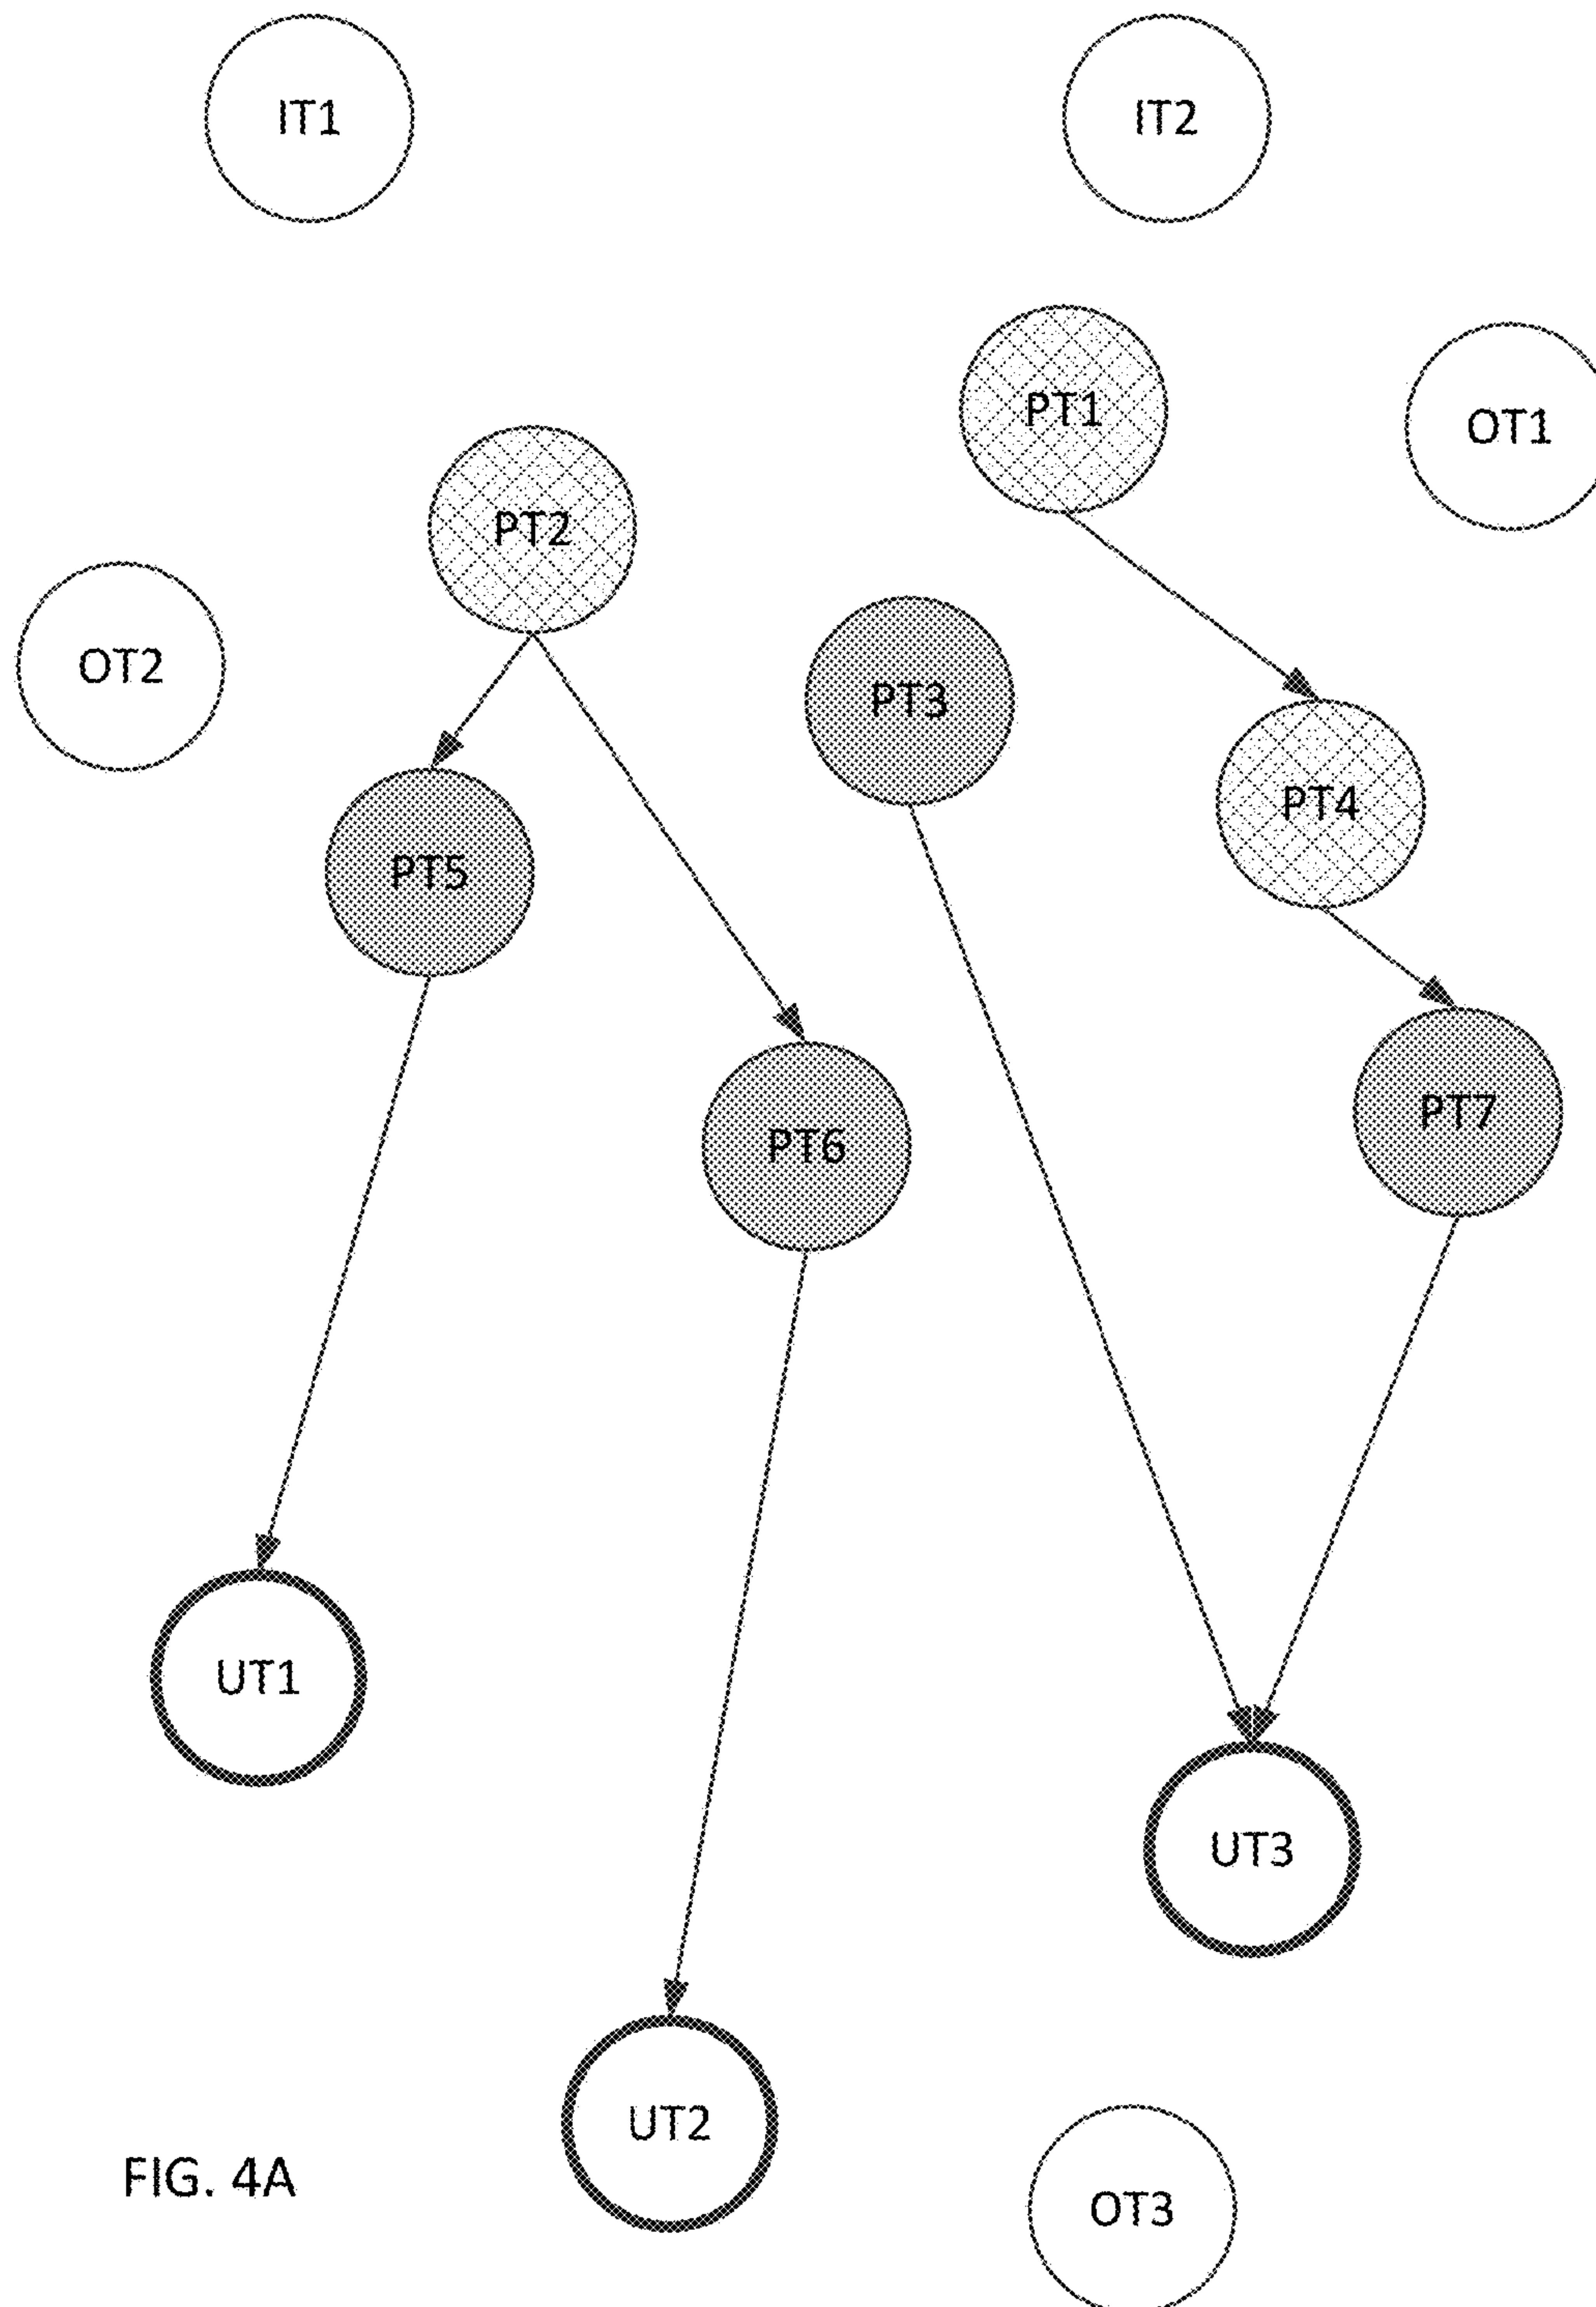 IT1
IT2
PT1
OT1
PT2
OT2
PT3
PT4
PT5
PT7
PT6
UT1
UT3
UT2
FIG. 4A
OT3